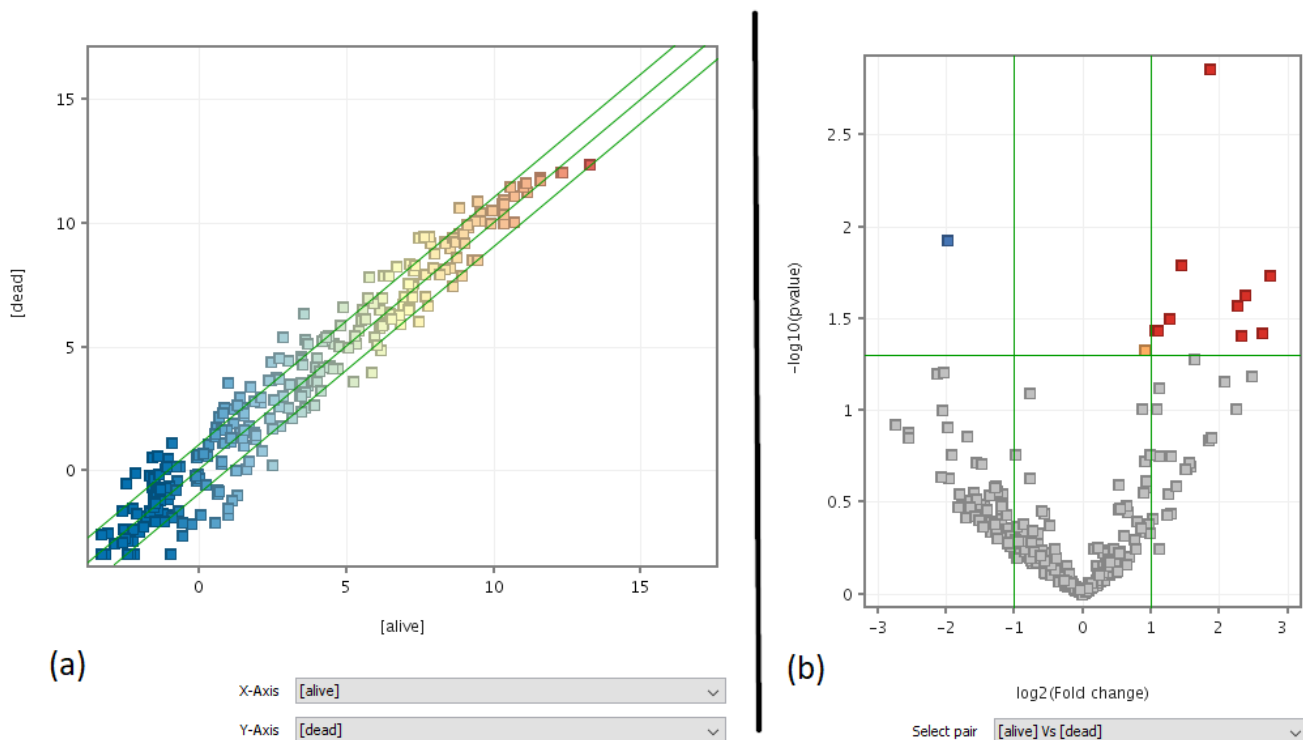 15
10
5
0
[dead]
0
5
10
15
[alive]
(a)
X-Axis
[alive]
Y-Axis
[dead]
2.5
2
1.5
1
0.5
0
-log10(pvalue)
-3
-2
-1
0
1
2
3
(b)
log2(Fold change)
Select pair
[alive] Vs [dead]